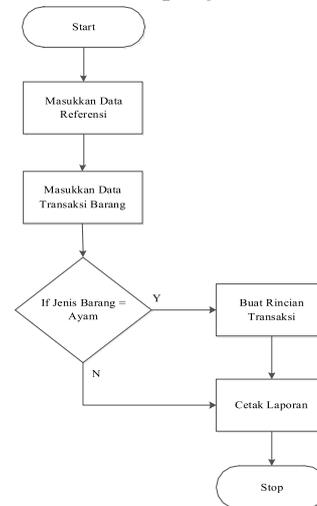 Start
Masukkan Data
Referensi
Masukkan Data
Transaksi Barang
If Jenis Barang =
Ayam
Y
Buat Rincian
Transaksi
N
Cetak Laporan
Stop